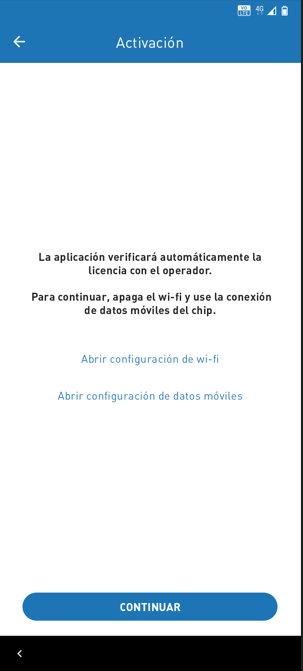 VO
LTE 4G
Activación
La aplicación verificará automáticamente la
licencia con el operador.
Para continuar, apaga el wi-fi y use la conexión
de datos móviles del chip.
Abrir configuración de wi-fi
Abrir configuración de datos móviles
CONTINUAR